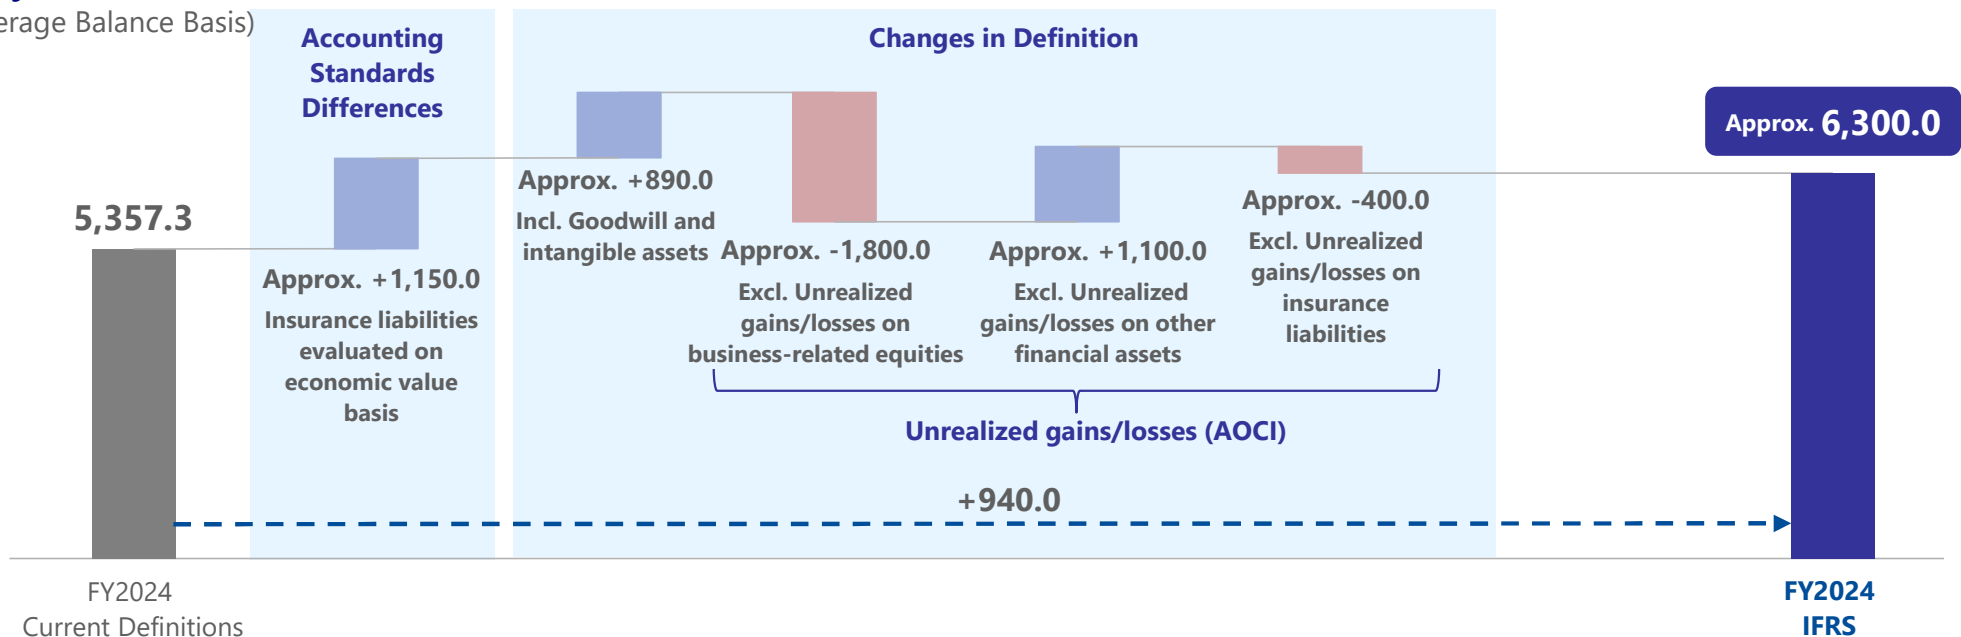 erage Balance Basis)
Accounting
Standards
Differences
Changes in Definition
5,357.3
Approx. +1,150.0
Insurance liabilities
evaluated on
economic value
basis
Approx. +890.0
Incl. Goodwill and
intangible assets
Approx. -1,800.0
Excl. Unrealized
gains/losses on
business-related equities
Approx. +1,100.0
Excl. Unrealized
gains/losses on other
financial assets
Approx. -400.0
Excl. Unrealized
gains/losses on
insurance
liabilities
Unrealized gains/losses (AOCI)
+940.0
Approx. 6,300.0
FY2024
Current Definitions
FY2024
IFRS